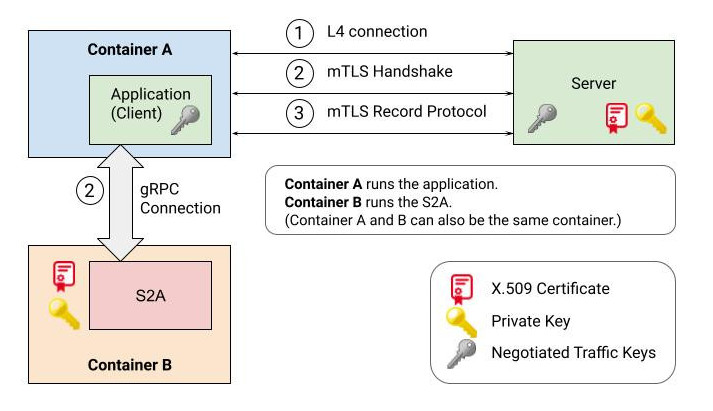 1 L4 connection
Container A
2 mTLS Handshake
Application
(Client)
Server
3 mTLS Record Protocol
2 gRPC
Connection
Container A runs the application.
Container B runs the S2A.
(Container A and B can also be the same container.)
S2A
Container B
X.509 Certificate
Private Key
Negotiated Traffic Keys